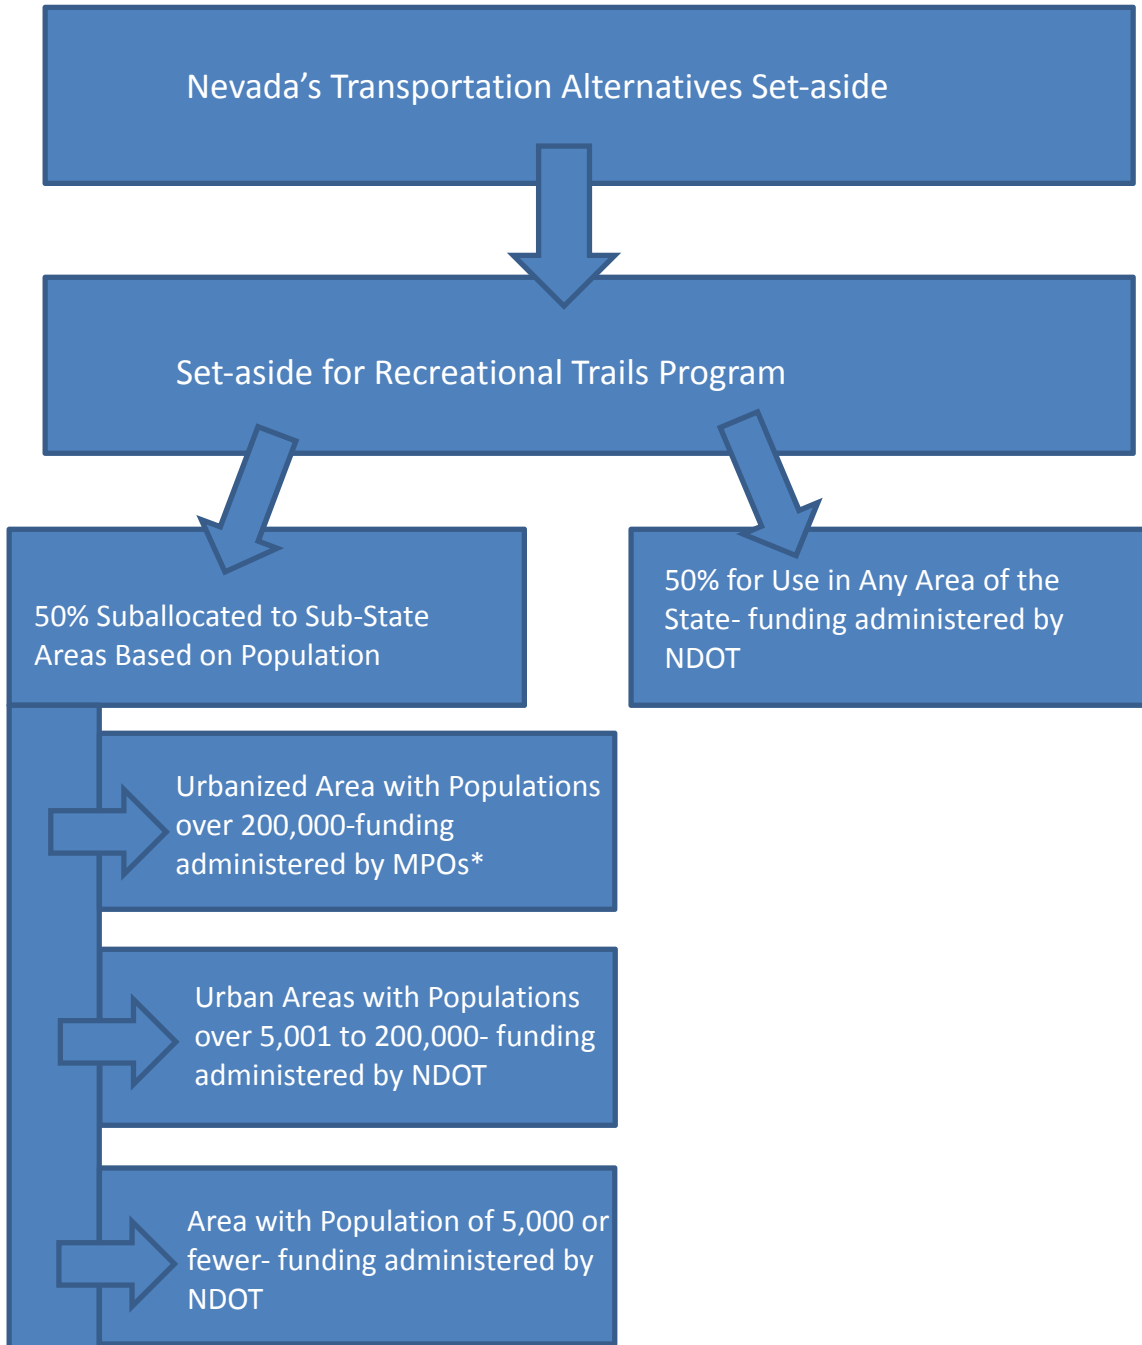 Nevada’s Transportation Alternatives Set-aside
Set-aside for Recreational Trails Program
50% Suballocated to Sub-State
Areas Based on Population
50% for Use in Any Area of the
State- funding administered by
NDOT
Urbanized Area with Populations
over 200,000-funding
administered by MPOs*
Urban Areas with Populations
over 5,001 to 200,000- funding
administered by NDOT
Area with Population of 5,000 or
fewer- funding administered by
NDOT